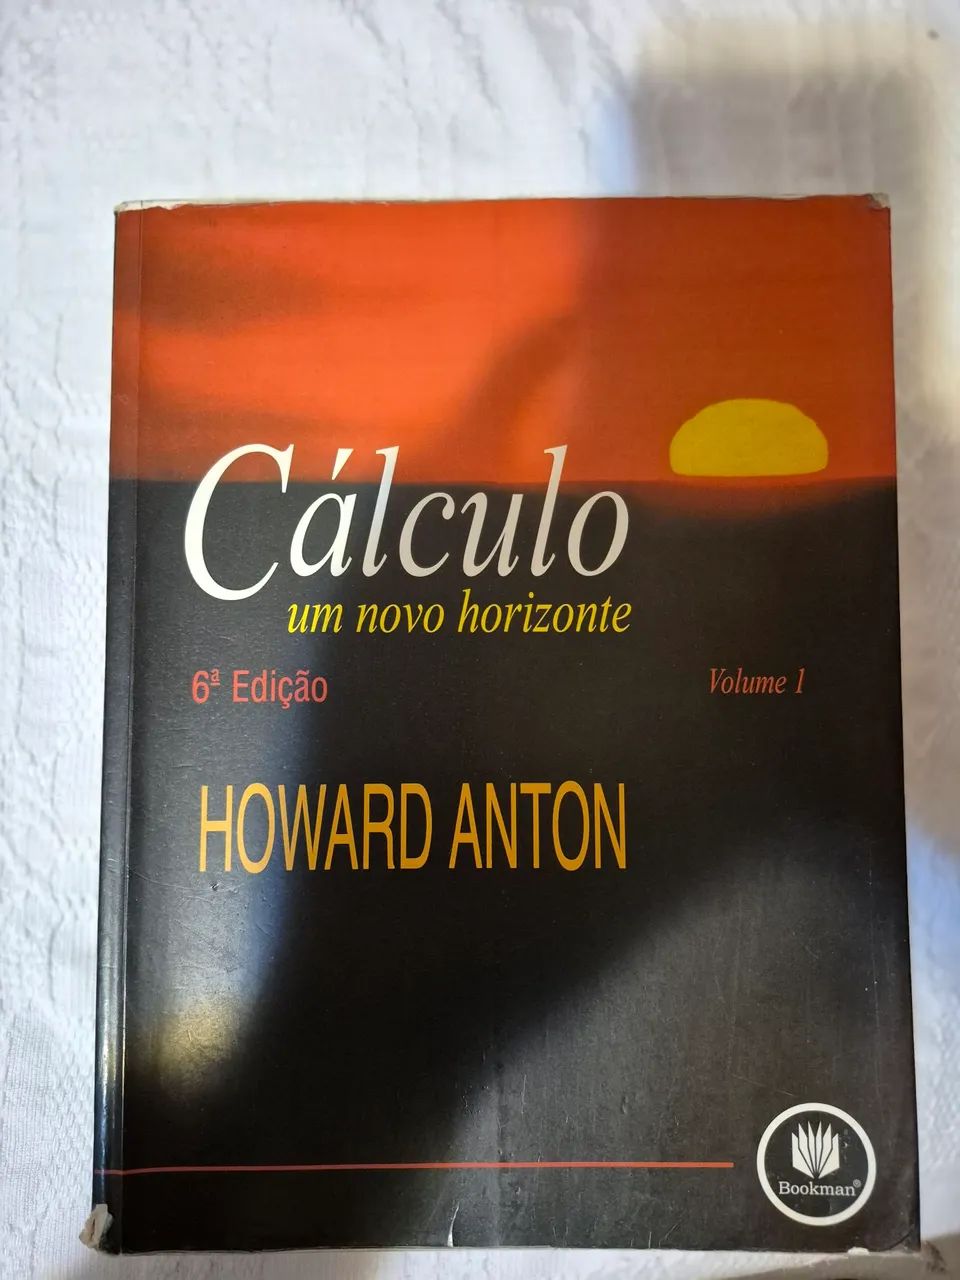 Cálculo
um novo horizonte
6ª Edição
Volume 1
HOWARD ANTON
Bookman®